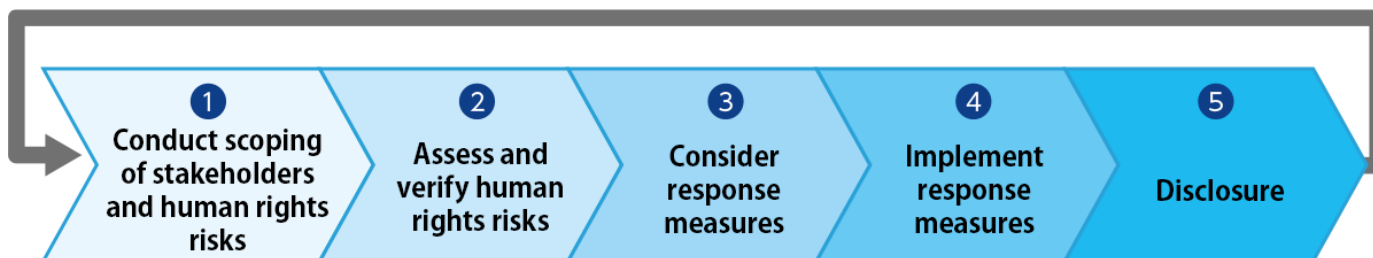 1
Conduct scoping
of stakeholders
and human rights
risks
2
Assess and
verify human
rights risks
3
Consider
response
measures
4
Implement
response
measures
5
Disclosure